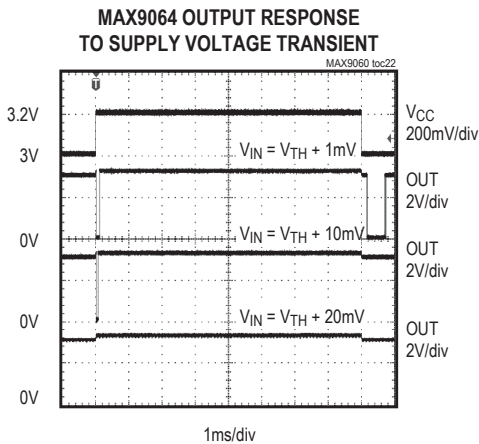 MAX9064 OUTPUT RESPONSE
TO SUPPLY VOLTAGE TRANSIENT
MAX9060 toc22
T
3.2V
VCC
200mV/div
3V
VIN = VTH + 1mV
OUT
2V/div
0V
VIN = VTH + 10mV
OUT
2V/div
0V
VIN = VTH + 20mV
OUT
2V/div
0V
1ms/div